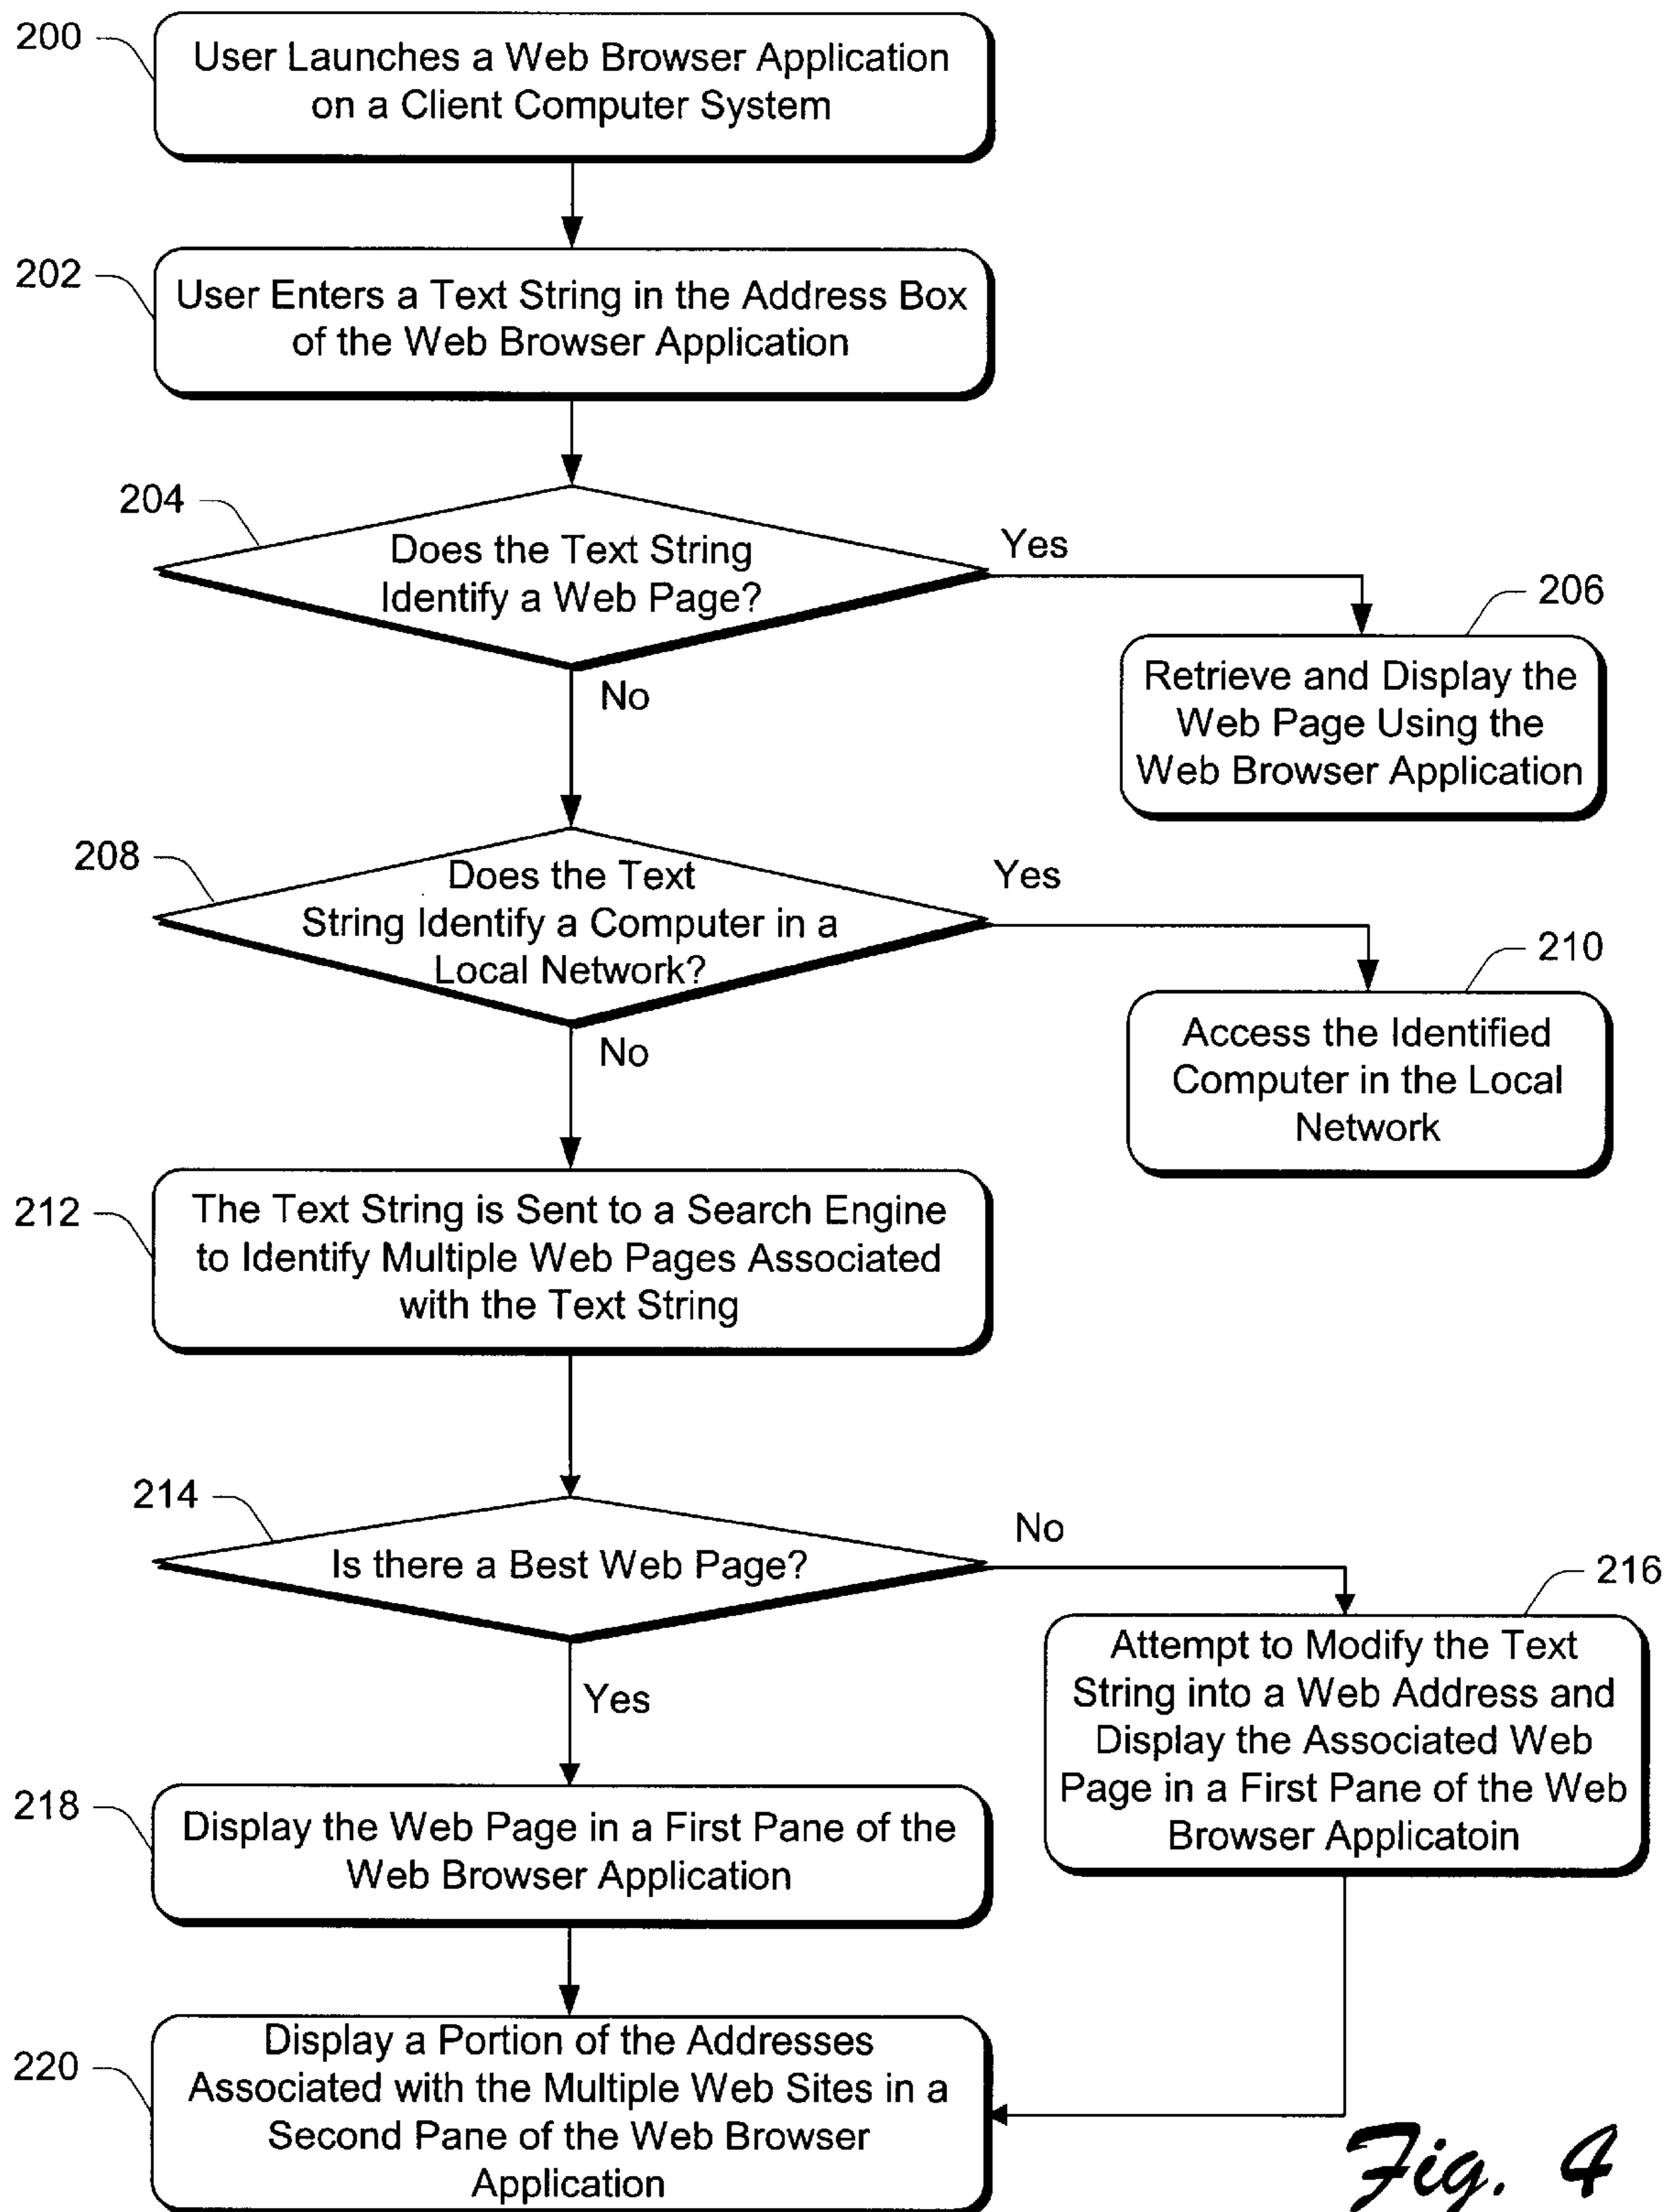 200
User Launches a Web Browser Application
on a Client Computer System
202
User Enters a Text String in the Address Box
of the Web Browser Application
204
Does the Text String
Identify a Web Page?
Yes
206
Retrieve and Display the
Web Page Using the
Web Browser Application
No
208
Does the Text
String Identify a Computer in a
Local Network?
Yes
210
Access the Identified
Computer in the Local
Network
No
212
The Text String is Sent to a Search Engine
to Identify Multiple Web Pages Associated
with the Text String
214
Is there a Best Web Page?
No
216
Attempt to Modify the Text
String into a Web Address and
Display the Associated Web
Page in a First Pane of the Web
Browser Applicatoin
Yes
218
Display the Web Page in a First Pane of the
Web Browser Application
220
Display a Portion of the Addresses
Associated with the Multiple Web Sites in a
Second Pane of the Web Browser
Application
Fig. 4